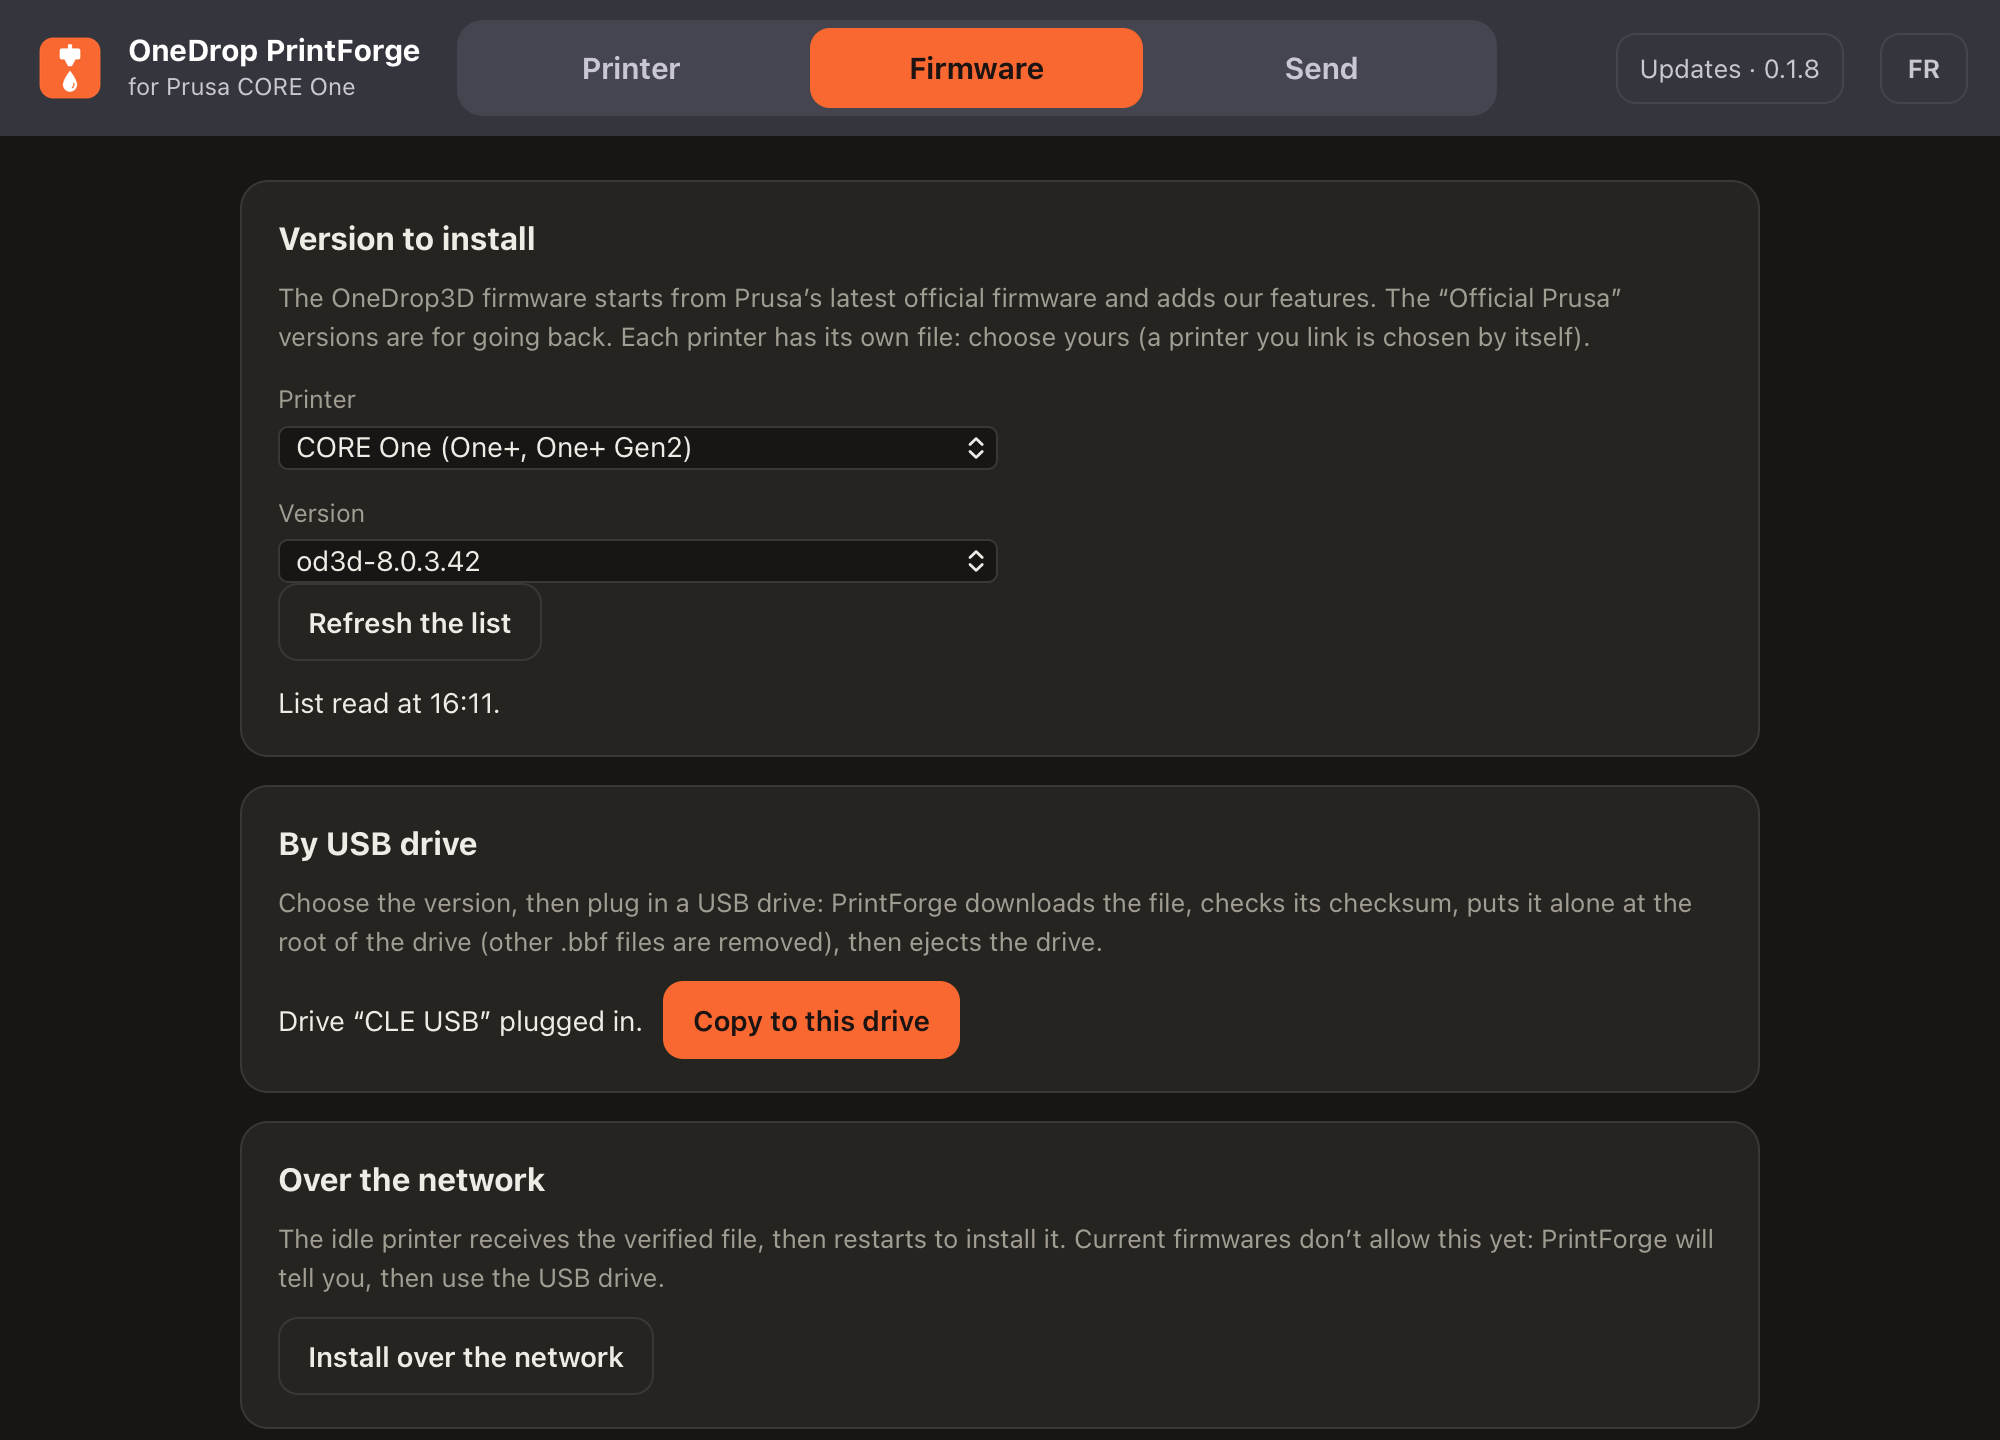 OneDrop PrintForge
for Prusa CORE One
Printer
Firmware
Send
Updates · 0.1.8
FR
Version to install
The OneDrop3D firmware starts from Prusa’s latest official firmware and adds our features. The “Official Prusa”
versions are for going back. Each printer has its own file: choose yours (a printer you link is chosen by itself).
Printer
CORE One (One+, One+ Gen2)
Version
od3d-8.0.3.42
Refresh the list
List read at 16:11.
By USB drive
Choose the version, then plug in a USB drive: PrintForge downloads the file, checks its checksum, puts it alone at the
root of the drive (other .bbf files are removed), then ejects the drive.
Drive “CLE USB” plugged in.
Copy to this drive
Over the network
The idle printer receives the verified file, then restarts to install it. Current firmwares don’t allow this yet: PrintForge will
tell you, then use the USB drive.
Install over the network